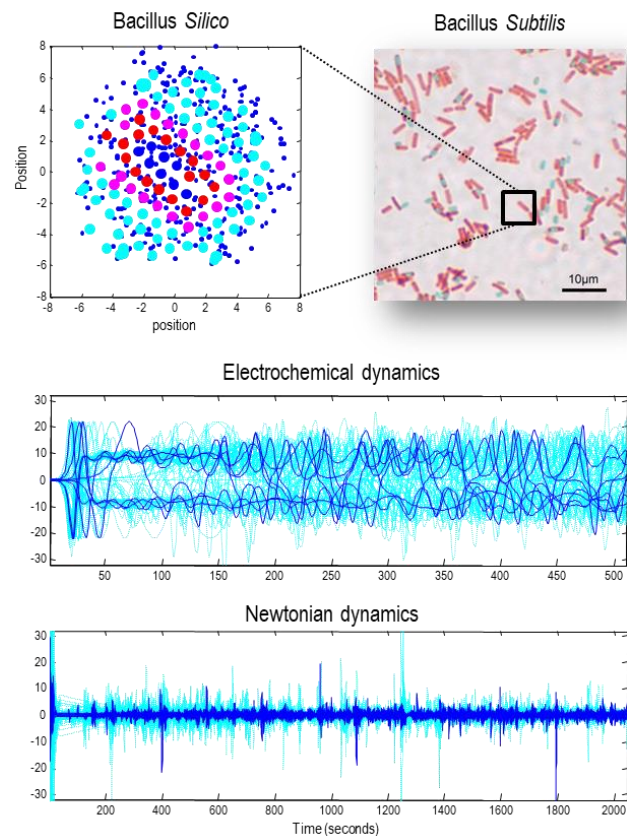 Bacillus Silico
Bacillus Subtilis
8
6
4
2
0
-2
-4
-6
-8
Position
-8 -6 -4 -2 0 2 4 6 8
position
10µm
Electrochemical dynamics
30
20
10
0
-10
-20
-30
50 100 150 200 250 300 350 400 450 500
Newtonian dynamics
30
20
10
0
-10
-20
-30
200 400 600 800 1000 1200 1400 1600 1800 2000
Time (seconds)